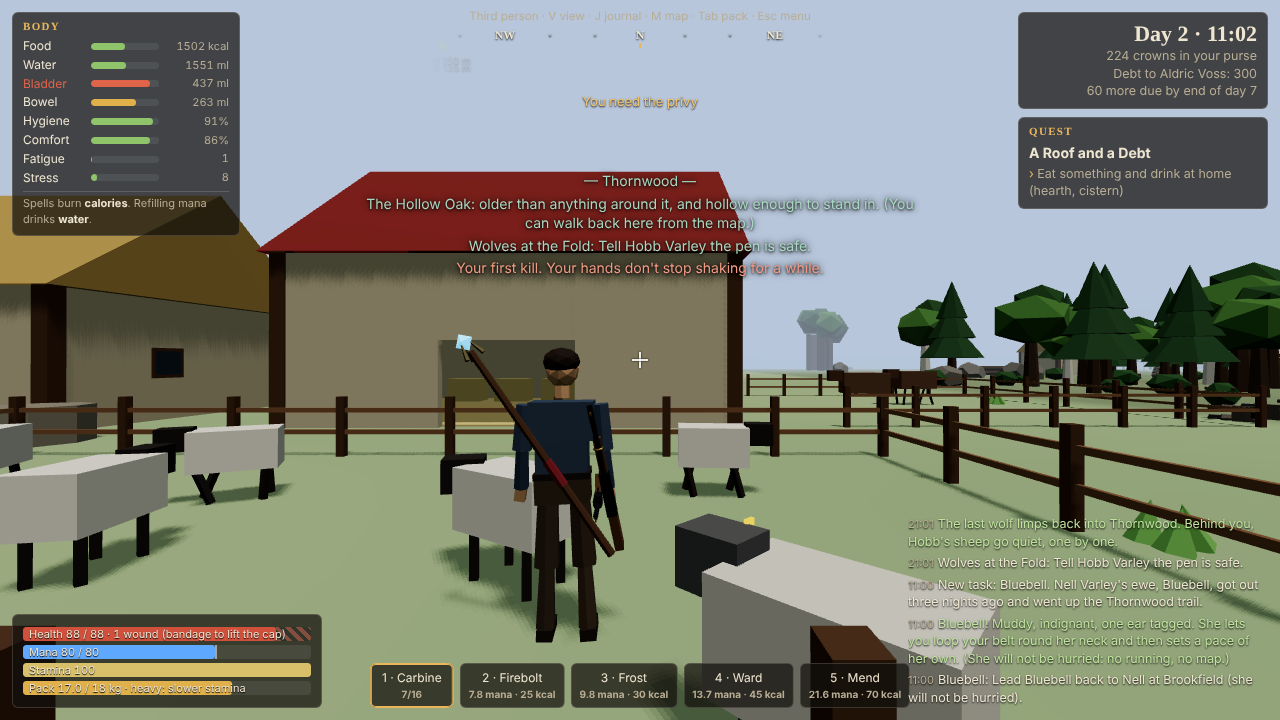 BODY
Food 1502 kcal
Water 1551 ml
Bladder 437 ml
Bowel 263 ml
Hygiene 91%
Comfort 86%
Fatigue 1
Stress 8
Spells burn calories. Refilling mana
drinks water.
Third person · V view · J journal · M map · Tab pack · Esc menu
NW N NE
You need the privy
— Thornwood —
The Hollow Oak: older than anything around it, and hollow enough to stand in. (You
can walk back here from the map.)
Wolves at the Fold: Tell Hobb Varley the pen is safe.
Your first kill. Your hands don't stop shaking for a while.
Day 2 · 11:02
224 crowns in your purse
Debt to Aldric Voss: 300
60 more due by end of day 7
QUEST
A Roof and a Debt
› Eat something and drink at home
(hearth, cistern)
21:01 The last wolf limps back into Thornwood. Behind you,
Hobb's sheep go quiet, one by one.
21:01 Wolves at the Fold: Tell Hobb Varley the pen is safe.
11:00 New task: Bluebell. Nell Varley's ewe, Bluebell, got out
three nights ago and went up the Thornwood trail.
11:00 Bluebell! Muddy, indignant, one ear tagged. She lets
you loop your belt round her neck and then sets a pace of
her own. (She will not be hurried: no running, no map.)
11:00 Bluebell: Lead Bluebell back to Nell at Brookfield (she
will not be hurried).
Health 88 / 88 · 1 wound (bandage to lift the cap)
Mana 80 / 80
Stamina 100
Pack 17.0 / 18 kg · heavy: slower stamina
1 · Carbine
7/16
2 · Firebolt
7.8 mana · 25 kcal
3 · Frost
9.8 mana · 30 kcal
4 · Ward
13.7 mana · 45 kcal
5 · Mend
21.6 mana · 70 kcal